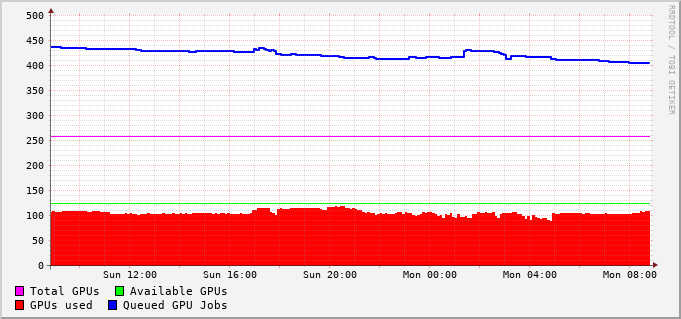 500
450
400
350
300
250
200
150
100
50
0
Sun 12:00 Sun 16:00 Sun 20:00 Mon 00:00 Mon 04:00 Mon 08:00
Total GPUs Available GPUs
GPUs used Queued GPU Jobs
RRDTOOL / TOBI OETIKER